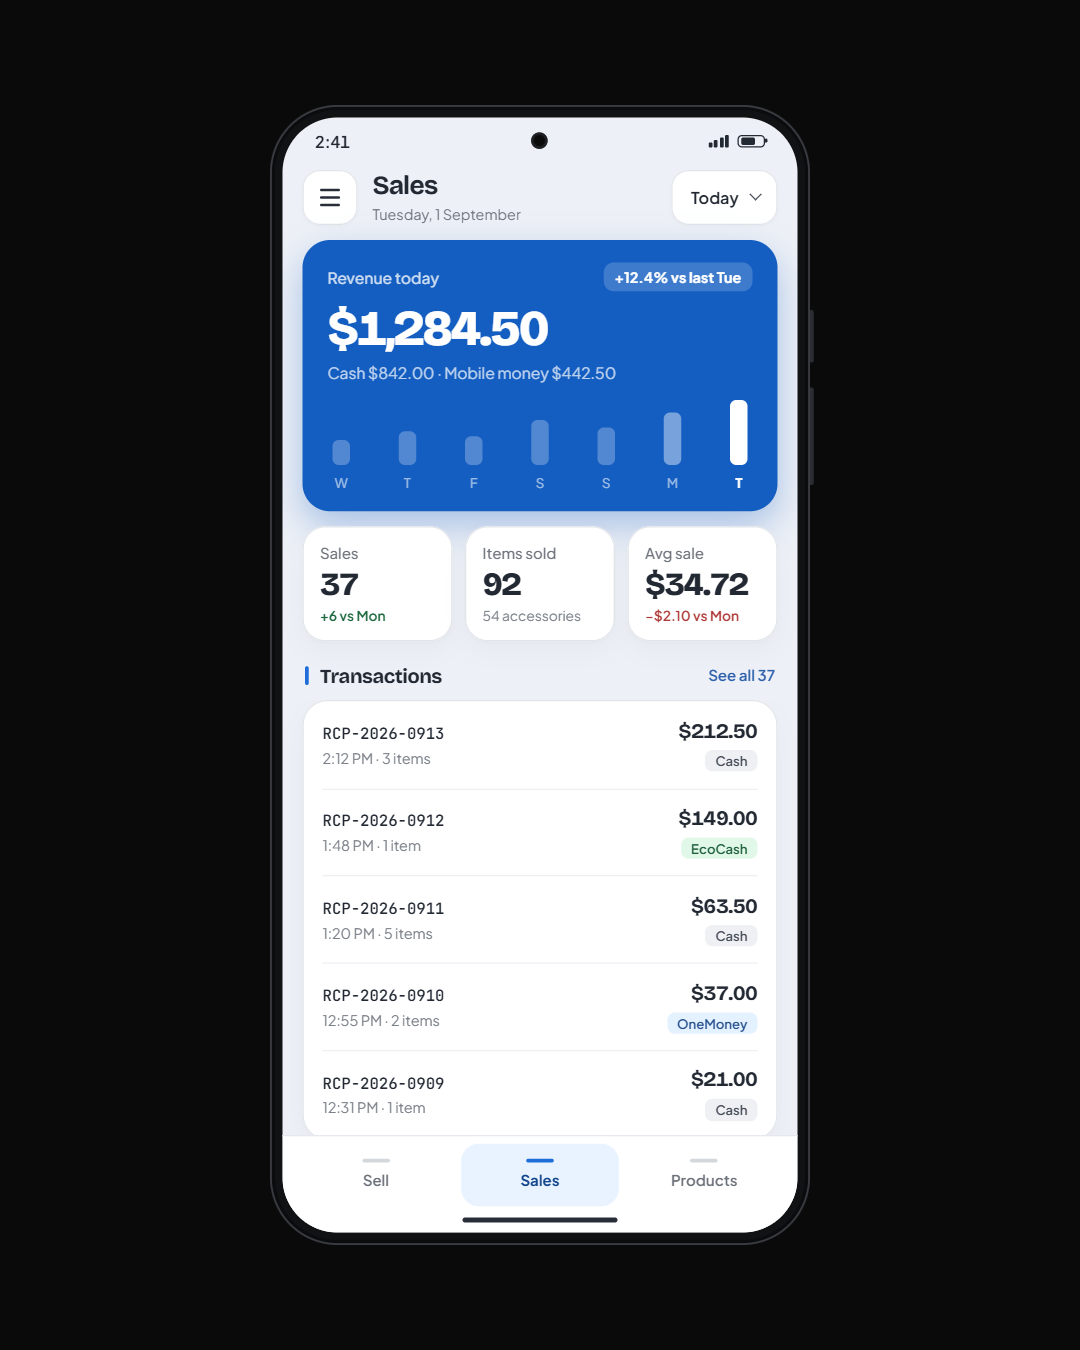 2:41
Sales
Tuesday, 1 September
Today
Revenue today
+12.4% vs last Tue
$1,284.50
Cash $842.00 · Mobile money $442.50
W T F S S M T
Sales
37
+6 vs Mon
Items sold
92
54 accessories
Avg sale
$34.72
−$2.10 vs Mon
Transactions
See all 37
RCP-2026-0913
$212.50
2:12 PM · 3 items
Cash
RCP-2026-0912
$149.00
1:48 PM · 1 item
EcoCash
RCP-2026-0911
$63.50
1:20 PM · 5 items
Cash
RCP-2026-0910
$37.00
12:55 PM · 2 items
OneMoney
RCP-2026-0909
$21.00
12:31 PM · 1 item
Cash
Sell
Sales
Products